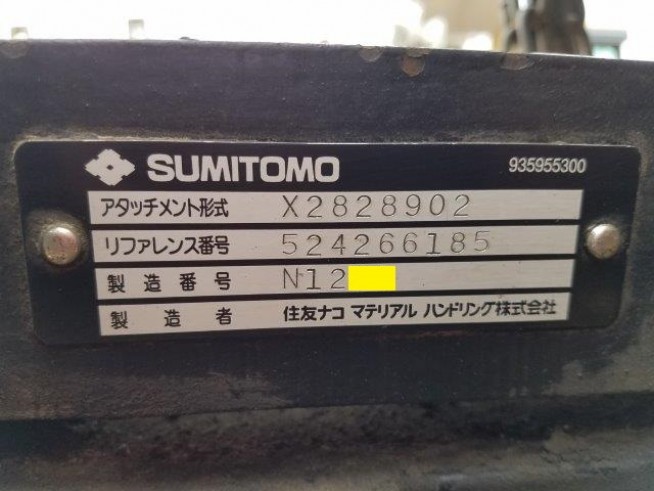 SUMITOMO 935955300
アタッチメント形式 X2828902
リファレンス番号 524266185
製造番号 N12
製造者 住友ナコ マテリアル ハンドリング株式会社